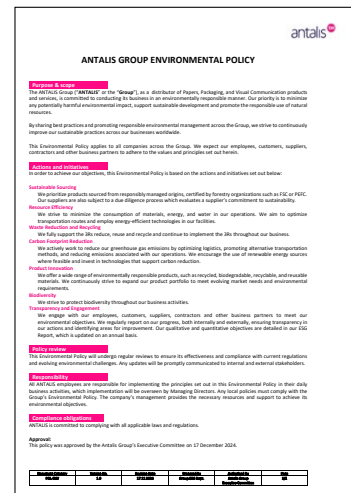 antalis
ANTALIS GROUP ENVIRONMENTAL POLICY
Purpose & scope
The ANTALIS Group ("ANTALIS" or the "Group"), as a distributor of Papers, Packaging, and Visual Communication products
and services, is committed to conducting its business in an environmentally responsible manner. Our priority is to minimise
any potentially harmful environmental impact, support sustainable development and promote the responsible use of natural
resources.
By sharing best practices and promoting responsible environmental management across the Group, we strive to continuously
improve our sustainable practices across our businesses worldwide.
This Environmental Policy applies to all companies across the Group. We expect our employees, customers, suppliers,
contractors and other business partners to adhere to the values and principles set out herein.
Actions and initiatives
In order to achieve our objectives, this Environmental Policy is based on the actions and initiatives set out below:
Sustainable Sourcing
We prioritize products sourced from responsibly managed origins, certified by forestry organisations such as FSC or PEFC.
Our suppliers are also subject to a due diligence process which evaluates a supplier's commitment to sustainability.
Resource Efficiency
We strive to minimise the consumption of materials, energy, and water in our operations. We aim to optimize
transportation routes and employ energy-efficient technologies in our facilities.
Waste Reduction and Recycling
We fully support the 3Rs reduce, reuse and recycle and continue to implement the 3Rs throughout our business.
Carbon Footprint Reduction
We actively work to reduce our greenhouse gas emissions by optimising logistics, promoting alternative transportation
methods, and reducing emissions associated with our operations. We encourage the use of renewable energy sources
where feasible and invest in technologies that support carbon reduction.
Product Innovation
We offer a wide range of environmentally responsible products, such as recycled, biodegradable, recyclable, and reusable
materials. We continuously strive to expand our product portfolio to meet evolving market needs and environmental
requirements.
Biodiversity
We strive to protect biodiversity throughout our business activities.
Transparency and Engagement
We engage with our employees, customers, suppliers, contractors and other business partners to meet our
environmental objectives. We regularly report on our progress, both internally and externally, ensuring transparency in
our actions and identifying areas for improvement. Our qualitative and quantitative objectives are detailed in our ESG
Report, which is updated on an annual basis.
Policy review
This Environmental Policy will undergo regular reviews to ensure its effectiveness and compliance with current regulations
and evolving environmental challenges. Any updates will be promptly communicated to internal and external stakeholders.
Responsibility
All ANTALIS employees are responsible for implementing the principles set out in this Environmental Policy in their daily
business activities, which implementation will be overseen by Managing Directors. Any local policies must comply with the
Group's Environmental Policy. The company's management provides the necessary resources and support to achieve its
environmental objectives.
Compliance obligations
ANTALIS is committed to complying with all applicable laws and regulations.
Approval:
This policy was approved by the Antalis Group's Executive Committee on 17 December 2024.